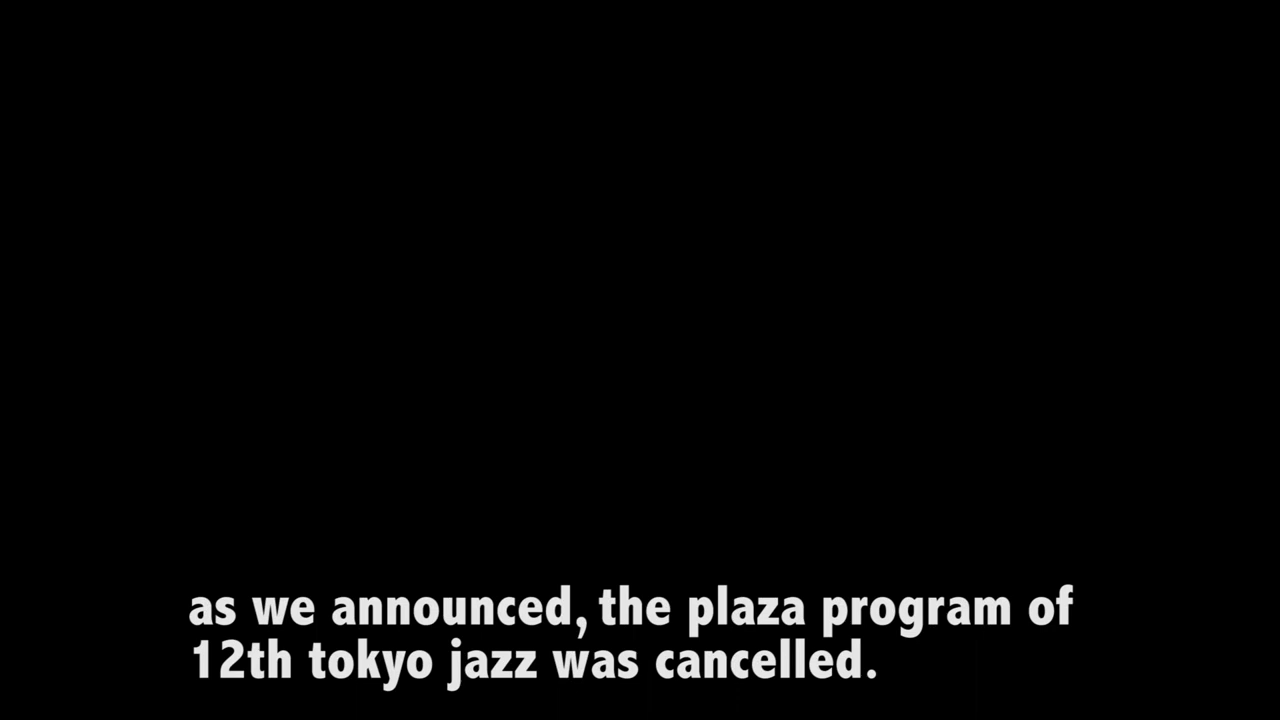 as we announced, the plaza program of
12th tokyo jazz was cancelled.